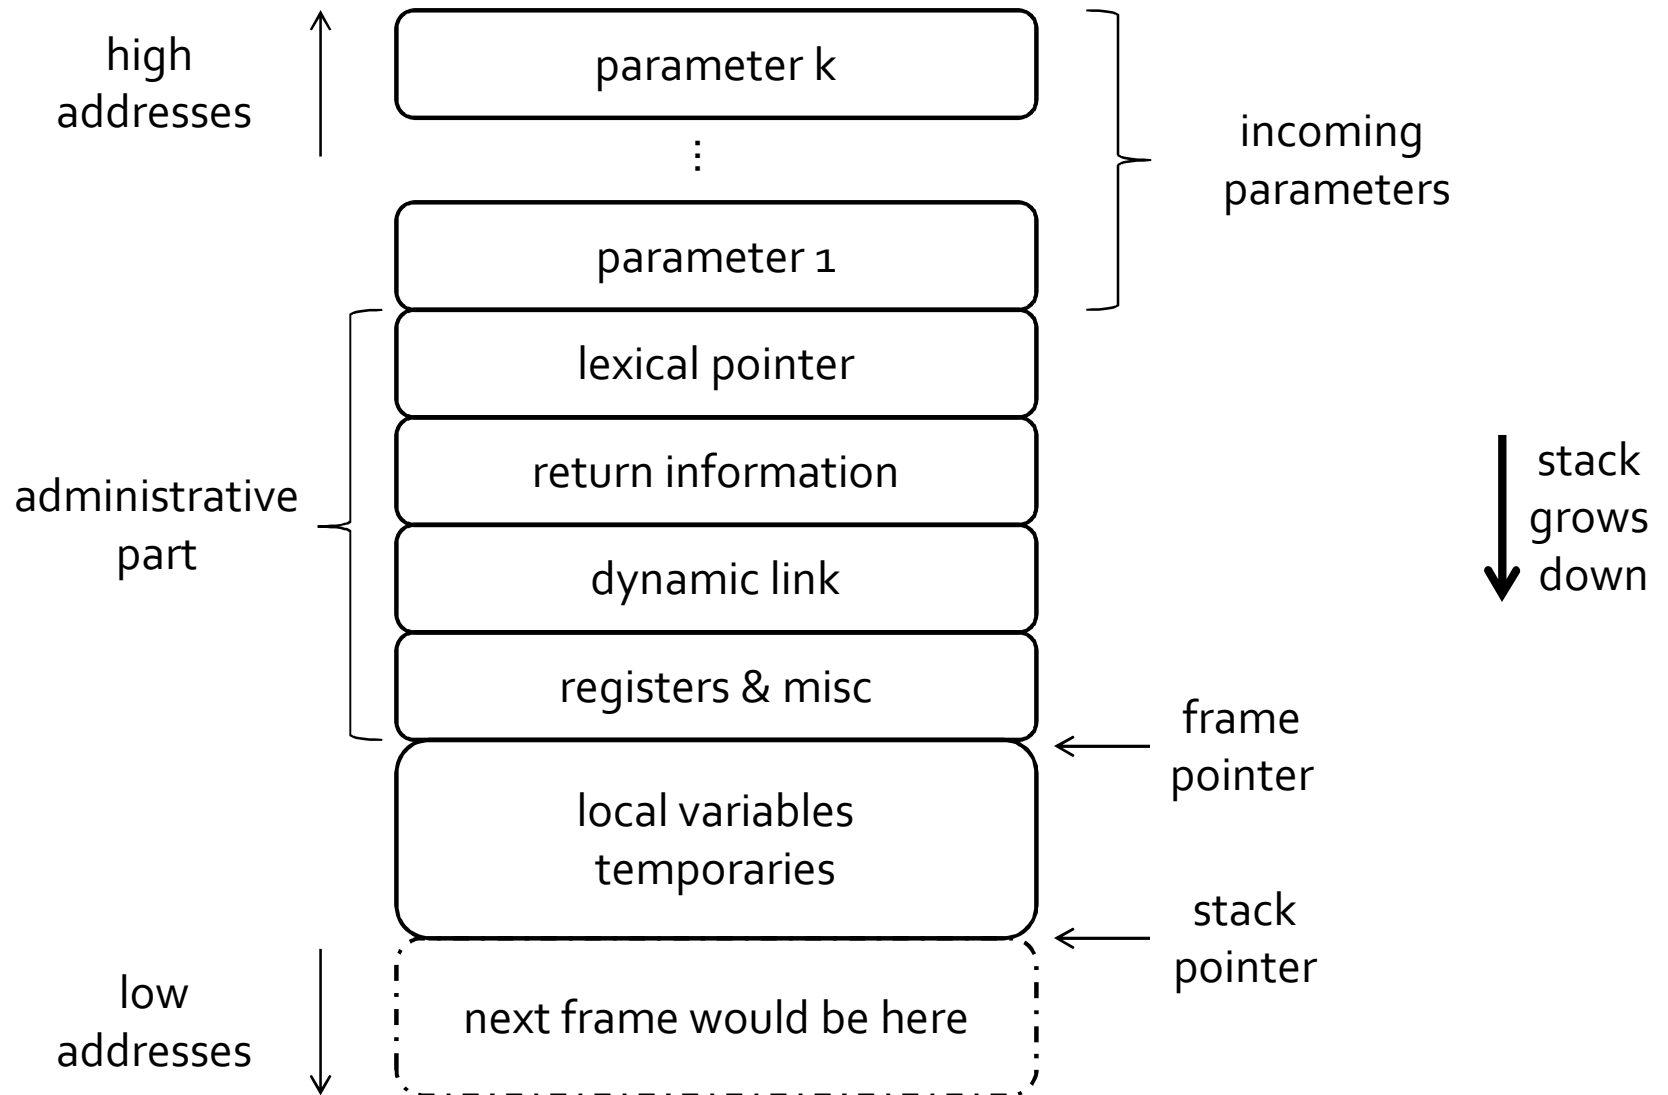 high
addresses
parameter k
⋮
incoming
parameters
parameter 1
lexical pointer
return information
administrative
part
stack
grows
down
dynamic link
registers & misc
frame
pointer
local variables
temporaries
stack
pointer
low
addresses
next frame would be here